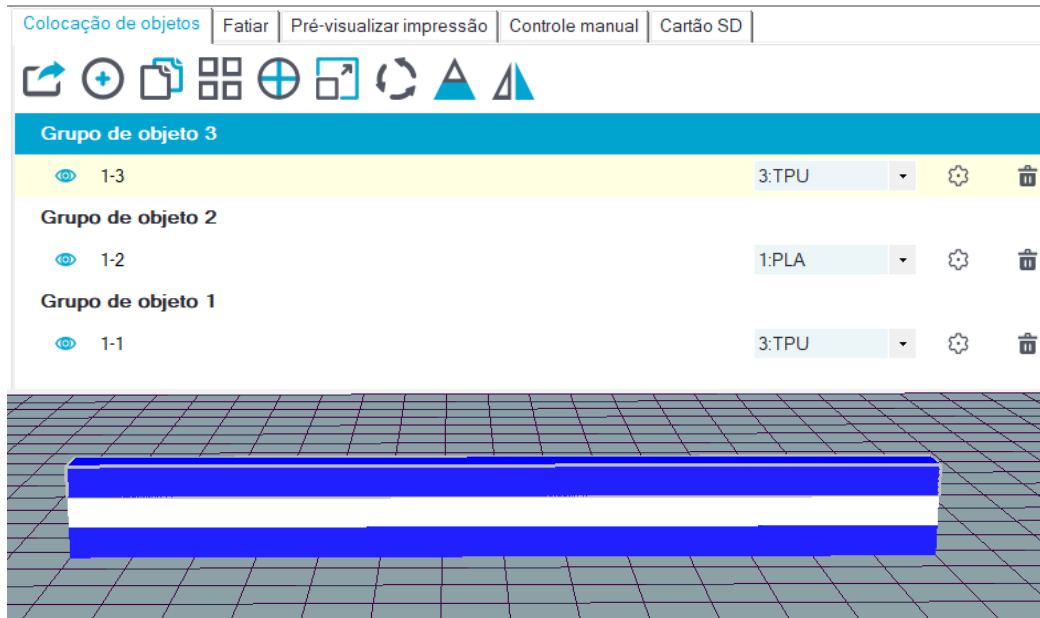 Colocação de objetos Fatiar Pré-visualizar impressão Controle manual Cartão SD
Grupo de objeto 3
1-3 3:TPU
Grupo de objeto 2
1-2 1:PLA
Grupo de objeto 1
1-1 3:TPU